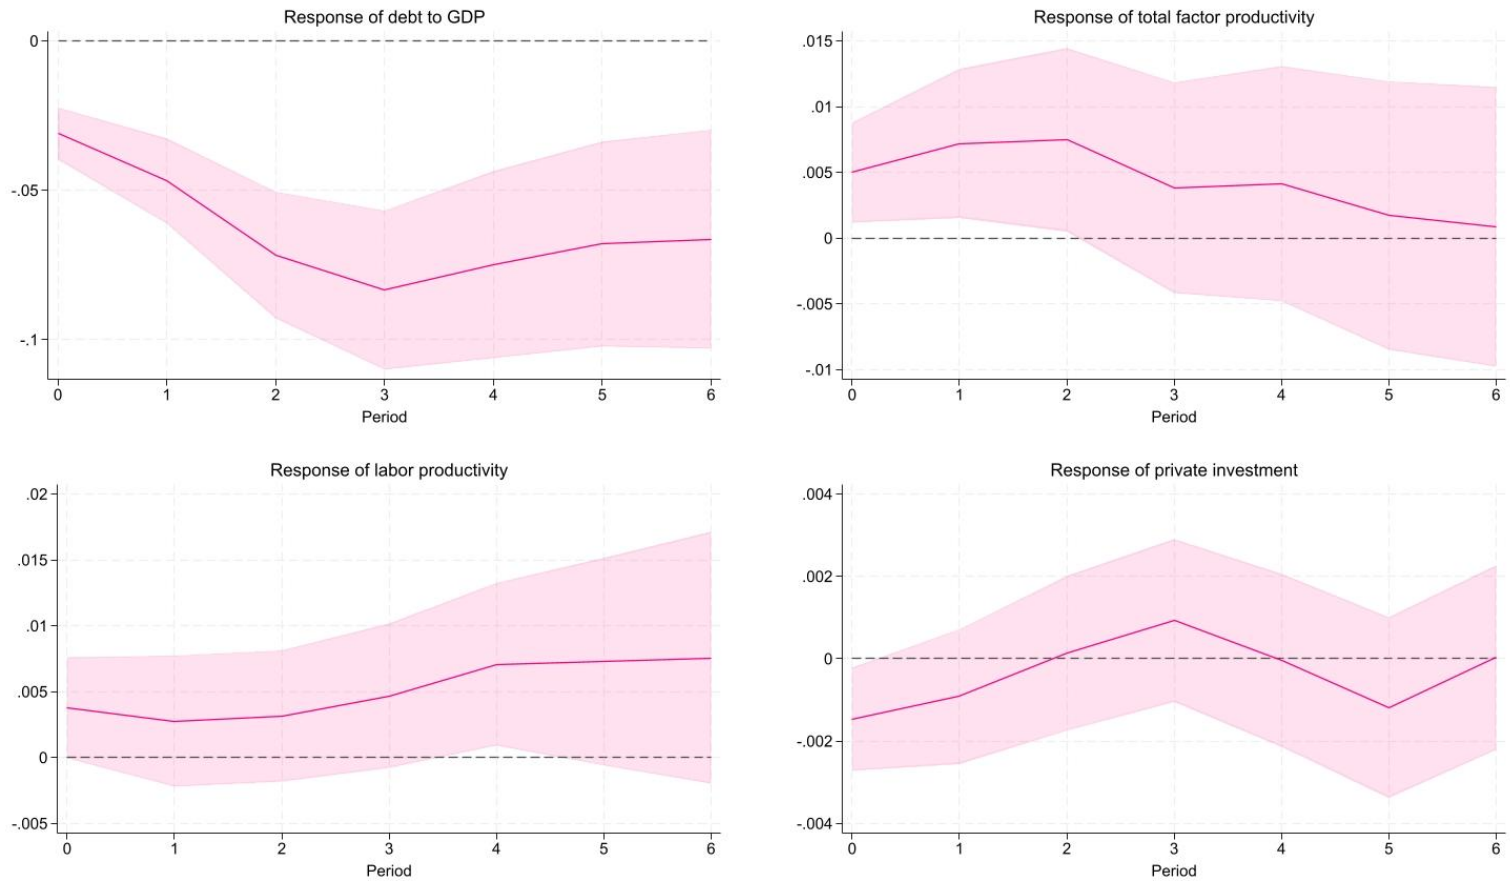 Response of debt to GDP
0
-.05
-.1
0 1 2 3 4 5 6
Period
Response of total factor productivity
.015
.01
.005
0
-.005
-.01
0 1 2 3 4 5 6
Period
Response of labor productivity
.02
.015
.01
.005
0
-.005
0 1 2 3 4 5 6
Period
Response of private investment
.004
.002
0
-.002
-.004
0 1 2 3 4 5 6
Period